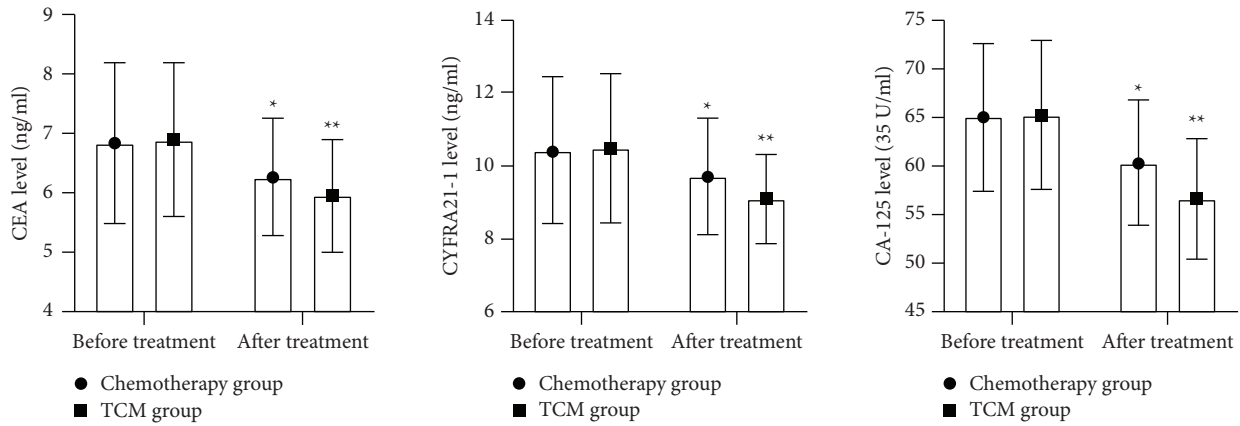 CEA level (ng/ml)
9
8
7
6
5
4
*
**
Before treatment After treatment
Chemotherapy group
TCM group
CYFRA21-1 level (ng/ml)
14
12
10
8
6
*
**
Before treatment After treatment
Chemotherapy group
TCM group
CA-125 level (35 U/ml)
75
70
65
60
55
50
45
*
**
Before treatment After treatment
Chemotherapy group
TCM group